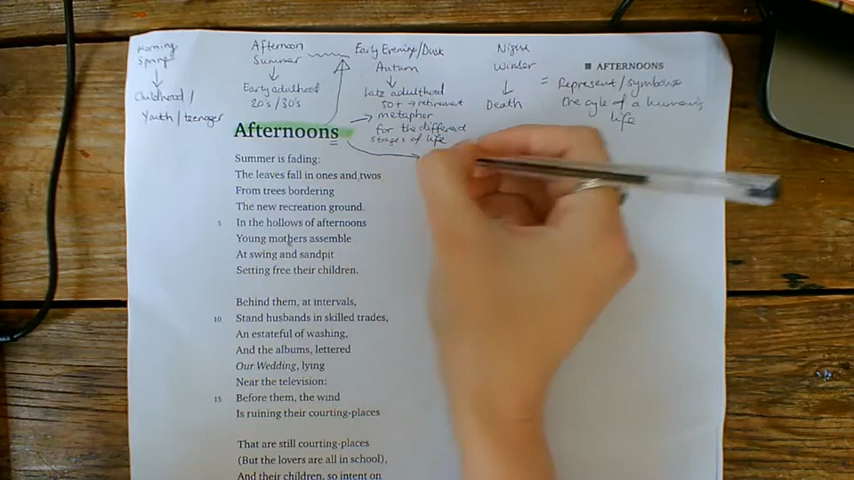 Morning
Spring
Childhood /
Youth / teenager
Afternoon
Summer
Early adulthood
20's / 30's
Early Evening / Dusk
Autumn
Late adulthood
50+ → retirement
metaphor
for the different
stages of life
Night
Winter
Death
= Represent / symbolise
One cycle of a human's
life
■ AFTERNOONS
Afternoons
Summer is fading:
The leaves fall in ones and twos
From trees bordering
The new recreation ground.
5 In the hollows of afternoons
Young mothers assemble
At swing and sandpit
Setting free their children.
Behind them, at intervals,
10 Stand husbands in skilled trades,
An estateful of washing,
And the albums, lettered
Our Wedding, lying
Near the television:
15 Before them, the wind
Is ruining their courting-places
That are still courting-places
(But the lovers are all in school),
And their children, so intent on